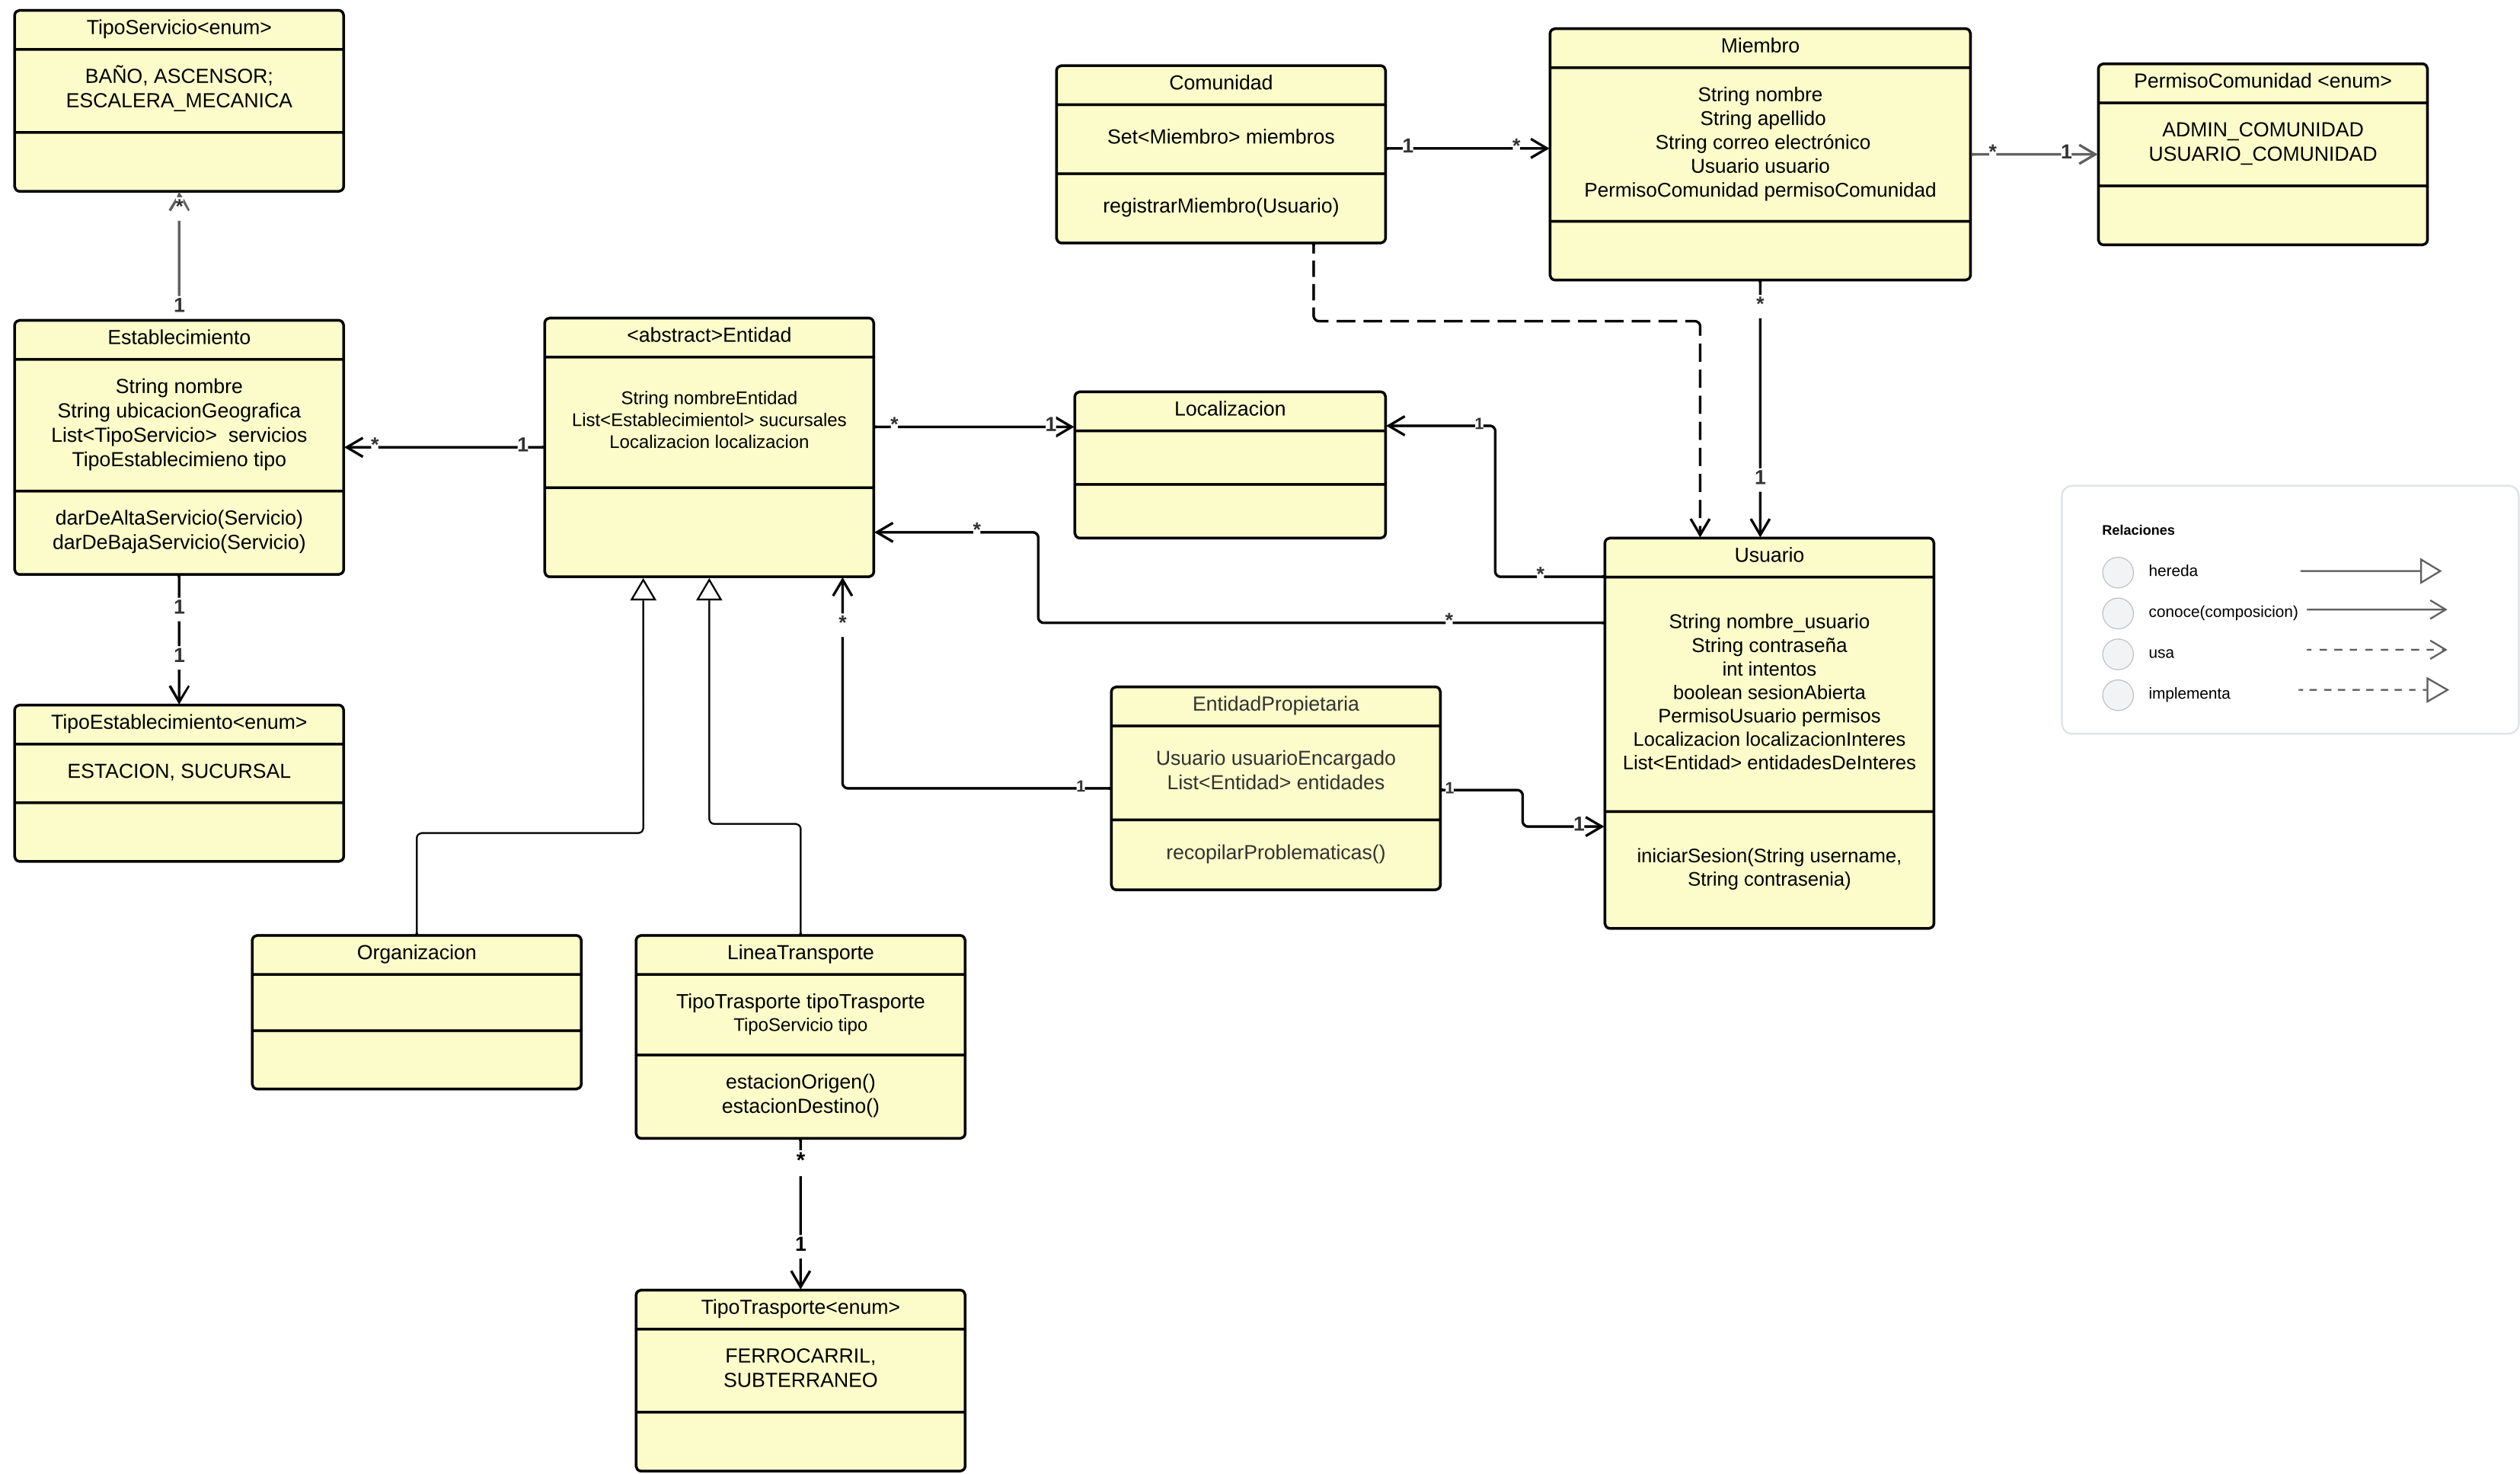 TipoServicio<enum>
BAÑO, ASCENSOR;
ESCALERA_MECANICA
*
1
Establecimiento
String nombre
String ubicacionGeografica
List<TipoServicio>  servicios
TipoEstablecimieno tipo
darDeAltaServicio(Servicio)
darDeBajaServicio(Servicio)
1
1
TipoEstablecimiento<enum>
ESTACION, SUCURSAL
*
1
<abstract>Entidad
String nombreEntidad
List<Establecimientol> sucursales
Localizacion localizacion
*
1
*
*
*
1
Comunidad
Set<Miembro> miembros
registrarMiembro(Usuario)
1
*
Miembro
String nombre
String apellido
String correo electrónico
Usuario usuario
PermisoComunidad permisoComunidad
*
1
PermisoComunidad <enum>
ADMIN_COMUNIDAD
USUARIO_COMUNIDAD
*
1
Localizacion
1
*
Usuario
String nombre_usuario
String contraseña
int intentos
boolean sesionAbierta
PermisoUsuario permisos
Localizacion localizacionInteres
List<Entidad> entidadesDeInteres
iniciarSesion(String username,
String contrasenia)
EntidadPropietaria
Usuario usuarioEncargado
List<Entidad> entidades
recopilarProblematicas()
1
1
Relaciones
hereda
conoce(composicion)
usa
implementa
Organizacion
LineaTransporte
TipoTrasporte tipoTrasporte
TipoServicio tipo
estacionOrigen()
estacionDestino()
*
1
TipoTrasporte<enum>
FERROCARRIL,
SUBTERRANEO